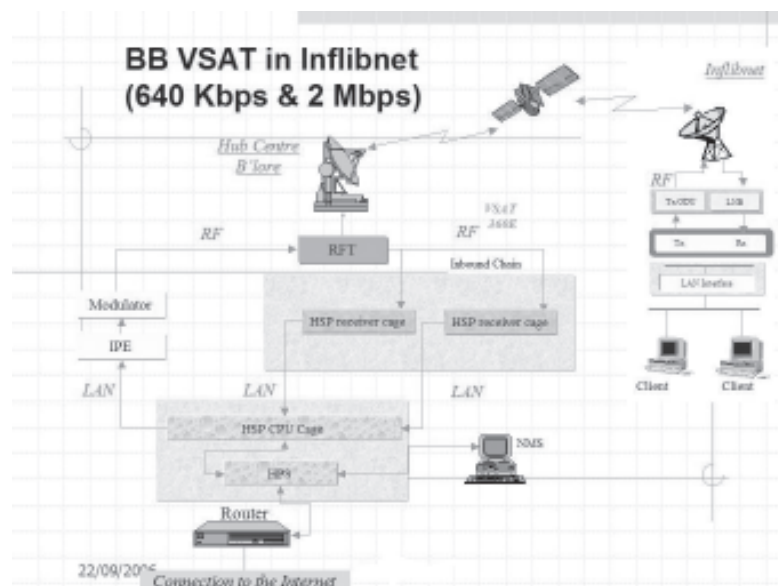 BB VSAT in Inflibnet
(640 Kbps & 2 Mbps)
Inflibnet
Hub Centre
B'lore
RF
VSAT
RF
RF
RFT
Tx
Rx
Inbound Chain
LAN Interface
Modulator
HSP receiver cage
HSP receiver cage
IPE
Client
Client
LAN
LAN
LAN
HSP CPU Cage
NMS
Router
22/09/2006
Connection to the Internet